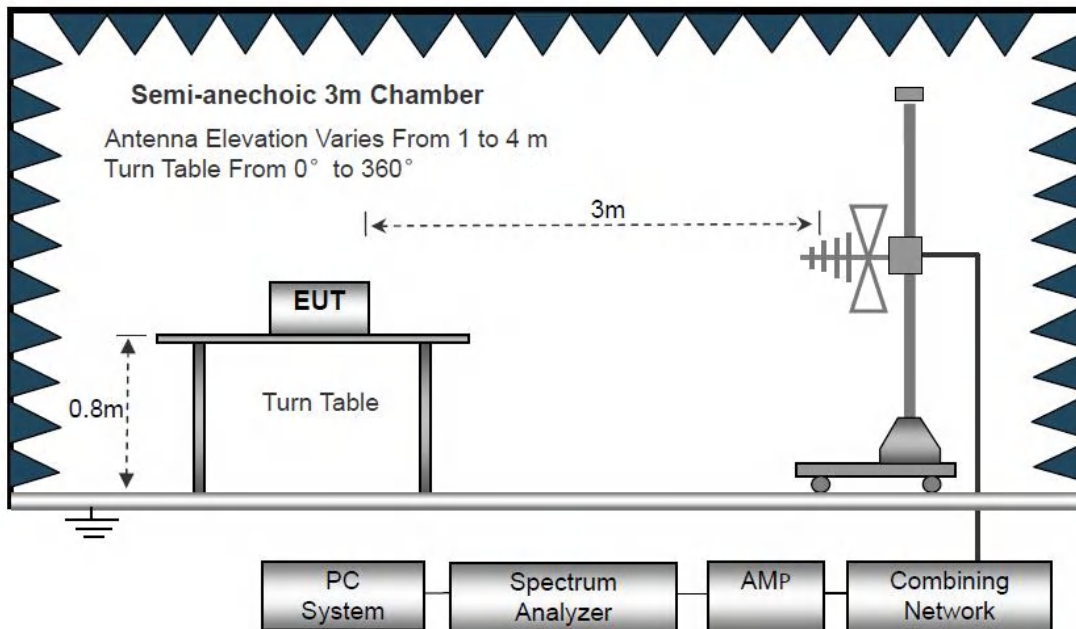 Semi-anechoic 3m Chamber
Antenna Elevation Varies From 1 to 4 m
Turn Table From 0° to 360°
3m
EUT
0.8m
Turn Table
PC
System
Spectrum
Analyzer
AMP
Combining
Network